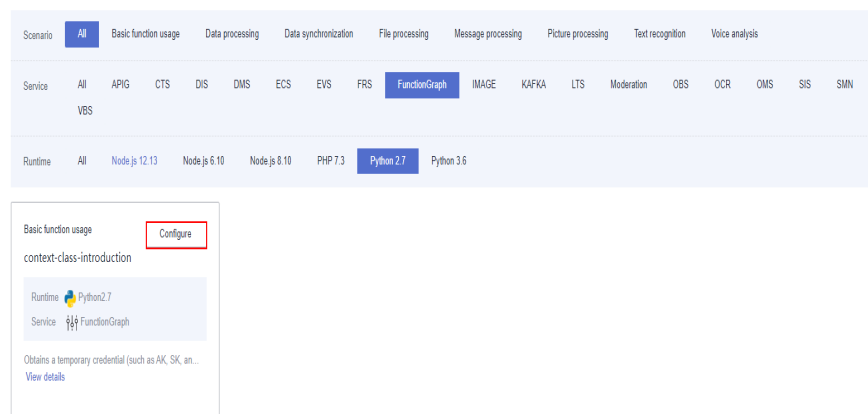 Scenario All Basic function usage Data processing Data synchronization File processing Message processing Picture processing Text recognition Voice analysis
Service All APIG CTS DIS DMS ECS EVS FRS FunctionGraph IMAGE KAFKA LTS Moderation OBS OCR OMS SIS SMN
VBS
Runtime All Node.js 12.13 Node.js 6.10 Node.js 8.10 PHP 7.3 Python 2.7 Python 3.6
Basic function usage Configure
context-class-introduction
Runtime Python2.7
Service FunctionGraph
Obtains a temporary credential (such as AK, SK, an...
View details